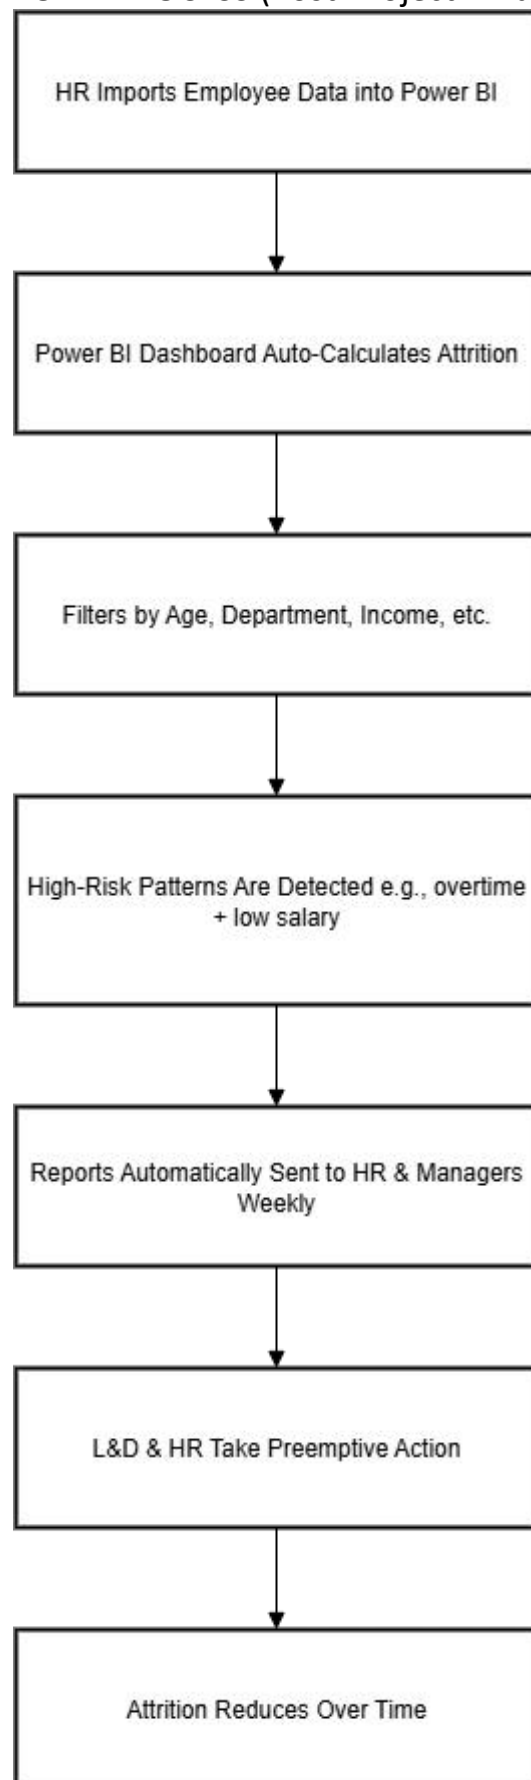 HR Imports Employee Data into Power BI
Power BI Dashboard Auto-Calculates Attrition
Filters by Age, Department, Income, etc.
High-Risk Patterns Are Detected e.g., overtime
+ low salary
Reports Automatically Sent to HR & Managers
Weekly
L&D & HR Take Preemptive Action
Attrition Reduces Over Time